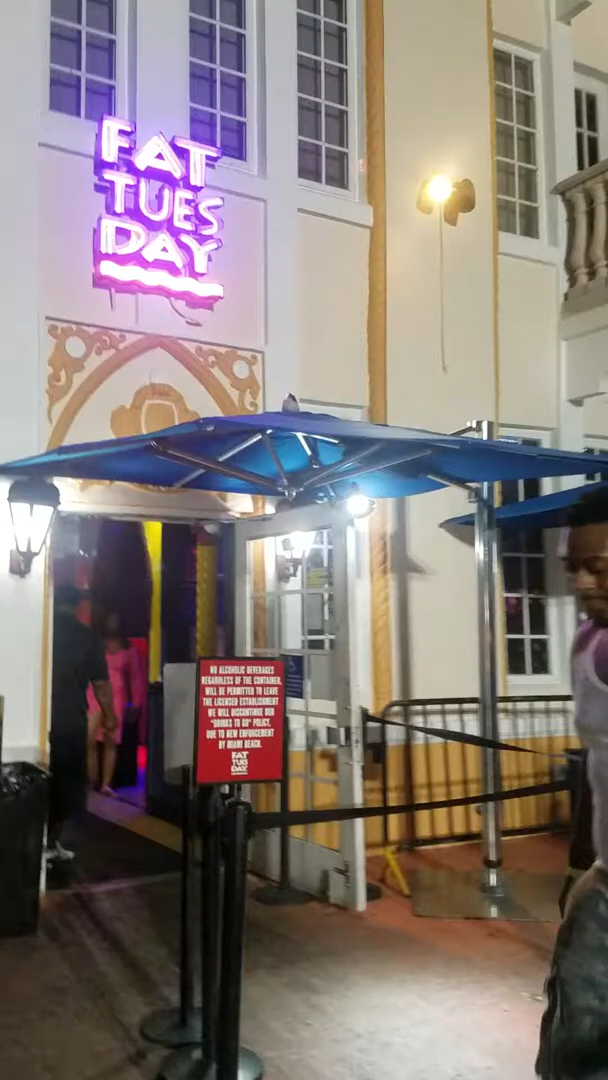 FAT
TUES
DAY
NO ALCOHOLIC BEVERAGES
REGARDLESS OF THE CONTAINER,
WILL BE PERMITTED TO LEAVE
THE LICENSED ESTABLISHMENT
WE WILL DISCONTINUE OUR
"DRINKS TO GO" POLICY,
DUE TO NEW ENFORCEMENT
BY MIAMI BEACH.
FAT
TUES
DAY